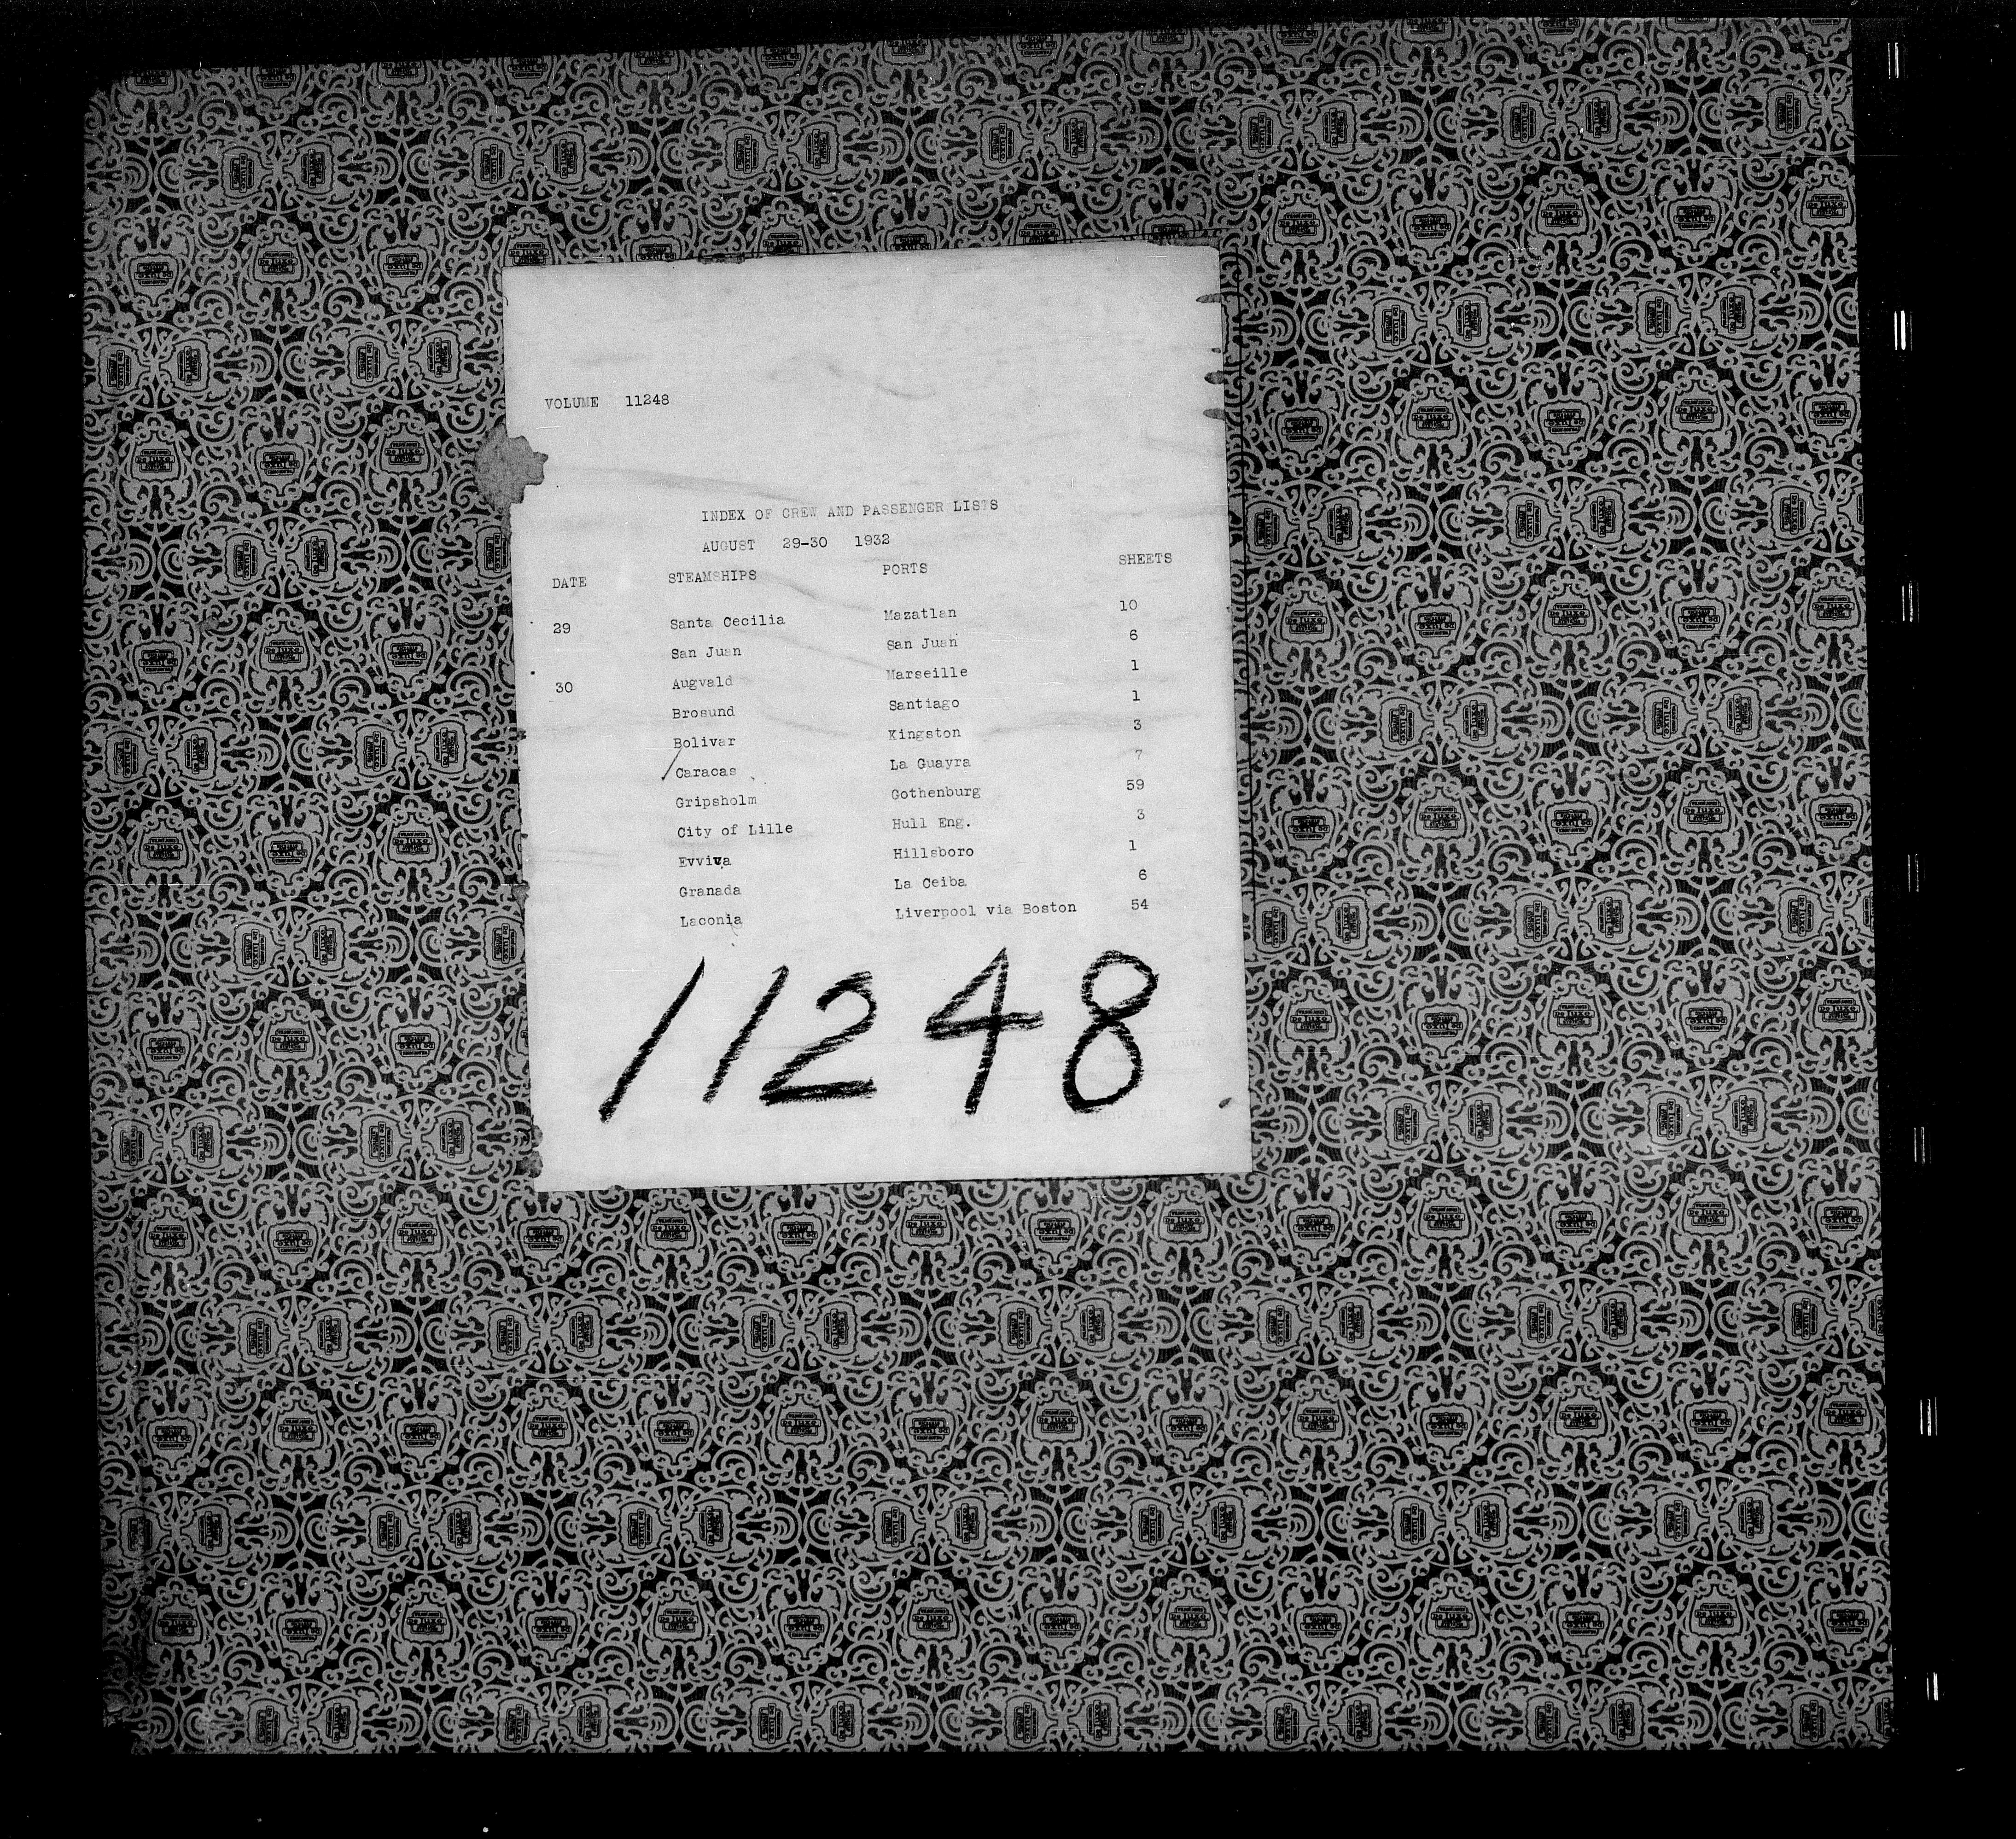 VOLUME 11248
INDEX OF CREW AND PASSENGER LISTS
AUGUST 29-30 1932
DATE STEAMSHIPS PORTS SHEETS
29 Santa Cecilia Mazatlan 10
San Juan San Juan 6
30 Augvald Marseille 1
Brosund Santiago 1
Bolivar Kingston 3
Caracas La Guayra 7
Gripsholm Gothenburg 59
City of Lille Hull Eng. 3
Evviva Hillsboro 1
Granada La Ceiba 6
Laconia Liverpool via Boston 54
11248